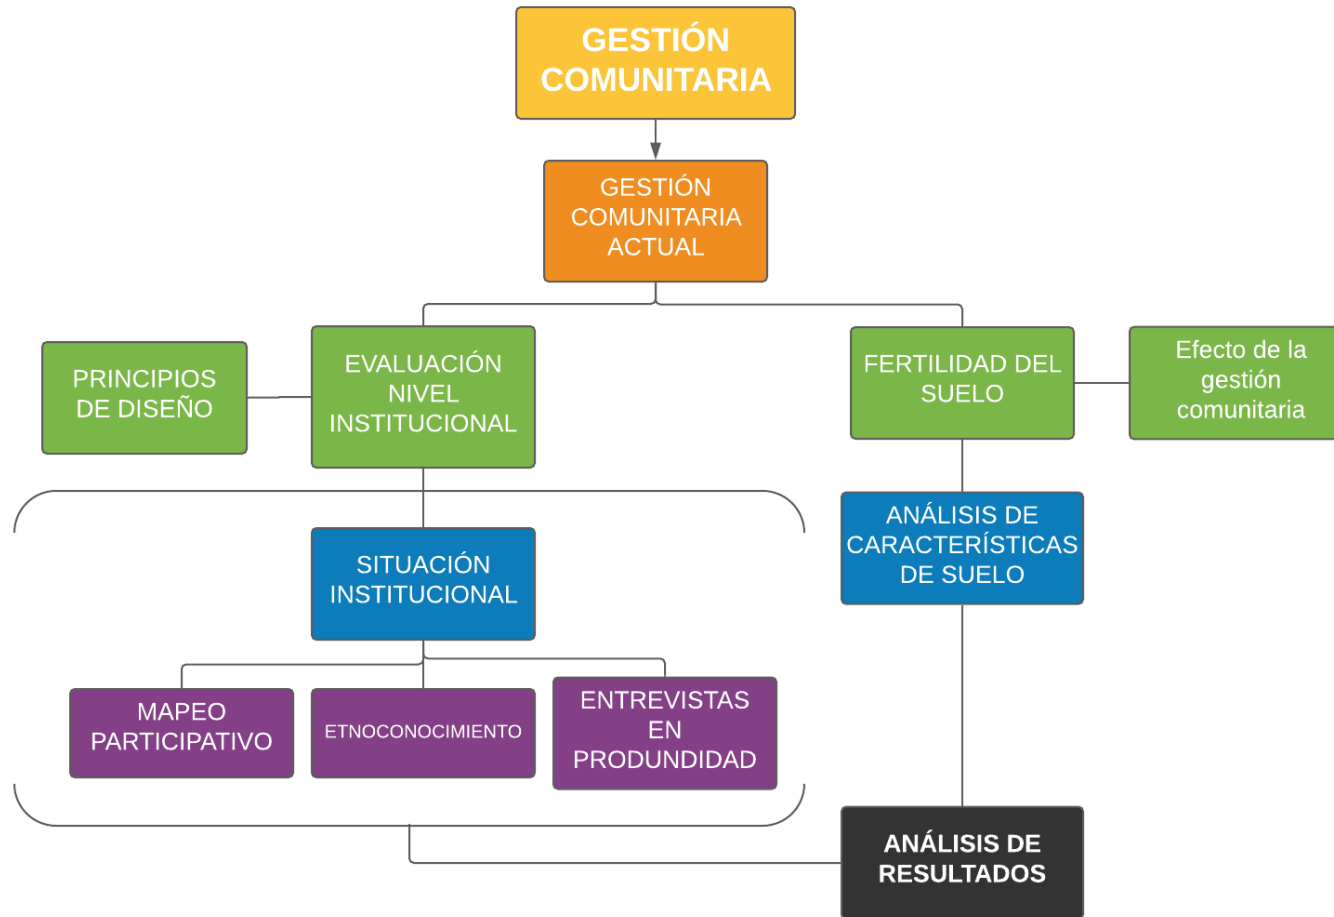 GESTIÓN
COMUNITARIA
GESTIÓN
COMUNITARIA
ACTUAL
PRINCIPIOS
DE DISEÑO
EVALUACIÓN
NIVEL
INSTITUCIONAL
FERTILIDAD DEL
SUELO
Efecto de la
gestión
comunitaria
SITUACIÓN
INSTITUCIONAL
ANÁLISIS DE
CARACTERÍSTICAS
DE SUELO
MAPEO
PARTICIPATIVO
ETNOCONOCIMIENTO
ENTREVISTAS
EN
PRODUNDIDAD
ANÁLISIS DE
RESULTADOS